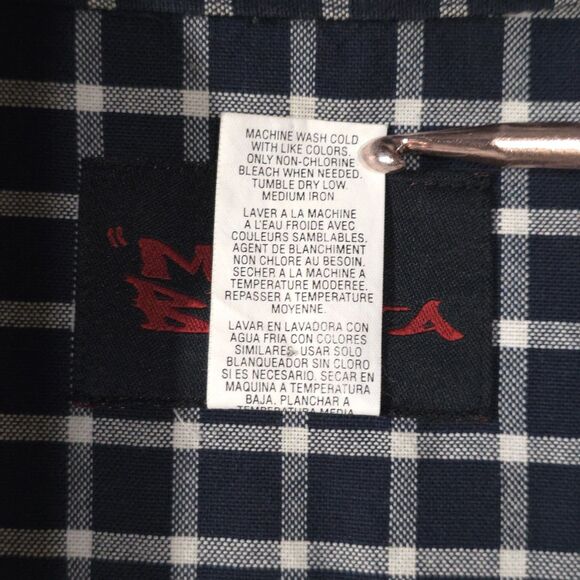 MACHINE WASH COLD
WITH LIKE COLORS,
ONLY NON-CHLORINE
BLEACH WHEN NEEDED.
TUMBLE DRY LOW.
MEDIUM IRON
LAVER A LA MACHINE
A L'EAU FROIDE AVEC
COULEURS SAMBLABLES.
AGENT DE BLANCHIMENT
NON CHLORE AU BESOIN.
SECHER A LA MACHINE A
TEMPERATURE MODEREE.
REPASSER A TEMPERATURE
MOYENNE.
LAVAR EN LAVADORA CON
AGUA FRIA CON COLORES
SIMILARES. USAR SOLO
BLANQUEADOR SIN CLORO
SI ES NECESARIO. SECAR EN
MAQUINA A TEMPERATURA
BAJA. PLANCHAR A
TEMPERATURA MEDIA